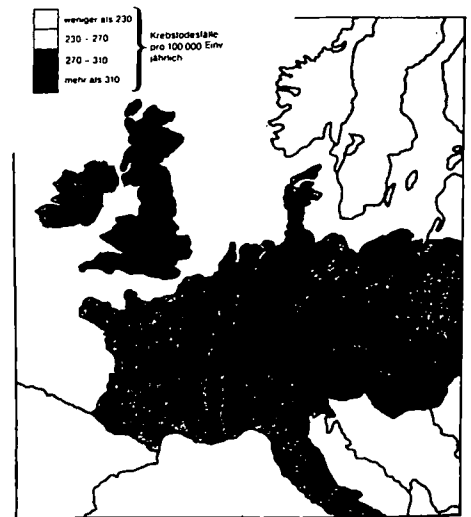 weniger als 230
230 - 270
270 - 310
mehr als 310
Krebstodesfälle
pro 100 000 Einw
jährlich